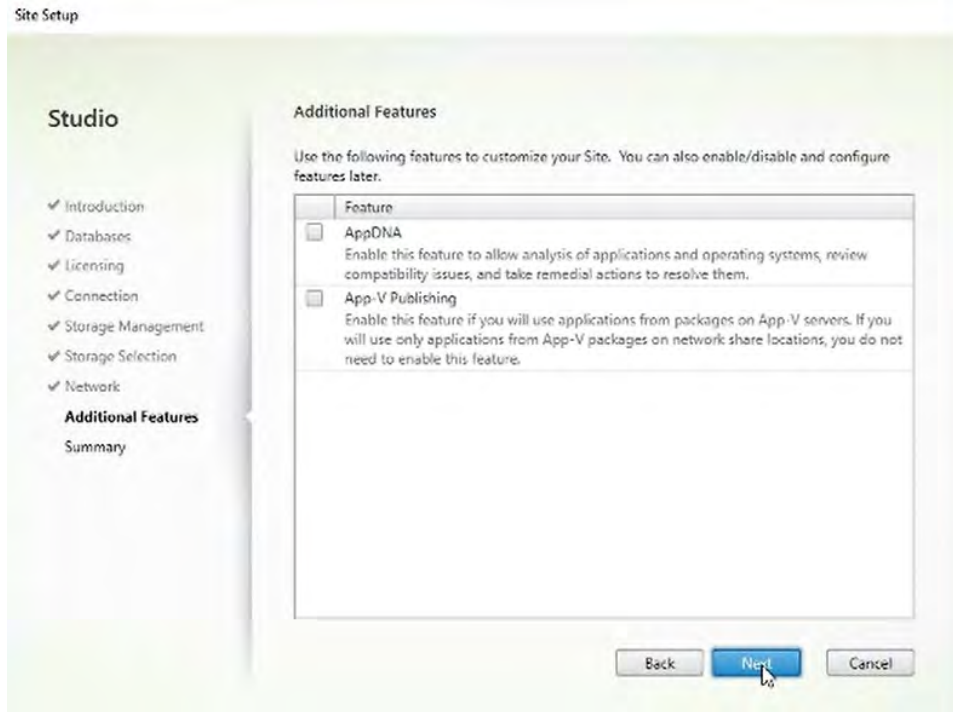 Site Setup
Studio
Introduction
Databases
Licensing
Connection
Storage Management
Storage Selection
Network
Additional Features
Summary
Additional Features
Use the following features to customize your Site. You can also enable/disable and configure
features later.
Feature
AppDNA
Enable this feature to allow analysis of applications and operating systems, review
compatibility issues, and take remedial actions to resolve them.
App-V Publishing
Enable this feature if you will use applications from packages on App-V servers. If you
will use only applications from App-V packages on network share locations, you do not
need to enable this feature.
Back
Next
Cancel